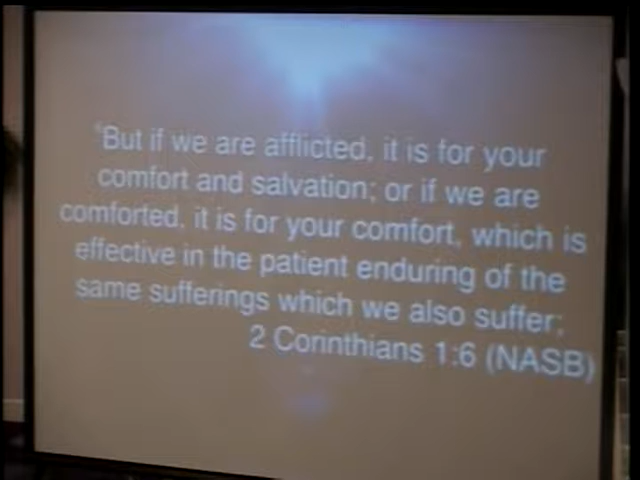 "But if we are afflicted, it is for your
comfort and salvation; or if we are
comforted, it is for your comfort, which is
effective in the patient enduring of the
same sufferings which we also suffer;
2 Corinthians 1:6 (NASB)